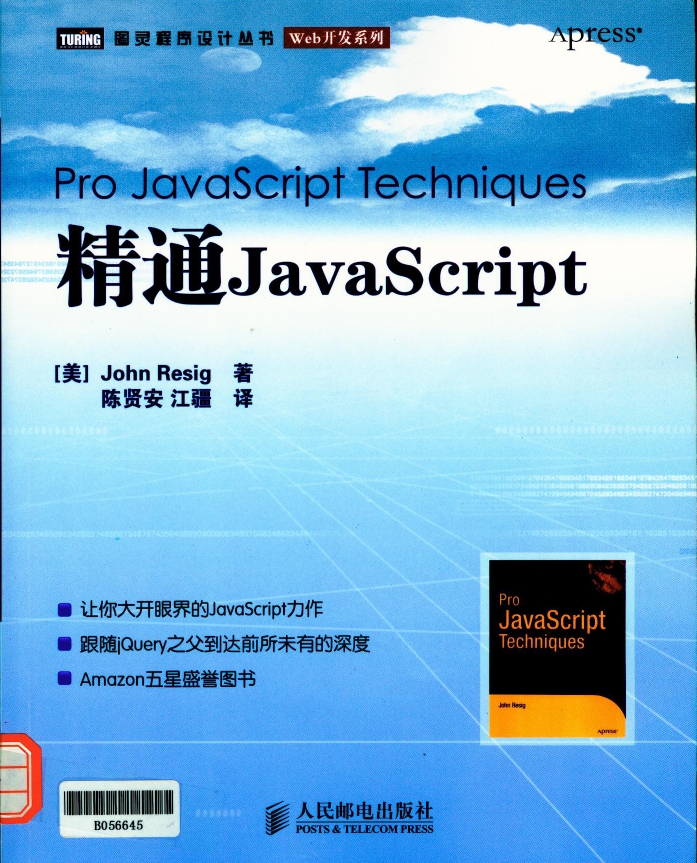 TURING 图灵程序设计丛书 Web开发系列 Apress®
Pro JavaScript Techniques
精通JavaScript
[美] John Resig 著
陈贤安 江疆 译
让你大开眼界的JavaScript力作
跟随jQuery之父到达前所未有的深度
Amazon五星盛誉图书
Pro
JavaScript
Techniques
John Resig
Apress®
B056645
人民邮电出版社
POSTS & TELECOM PRESS